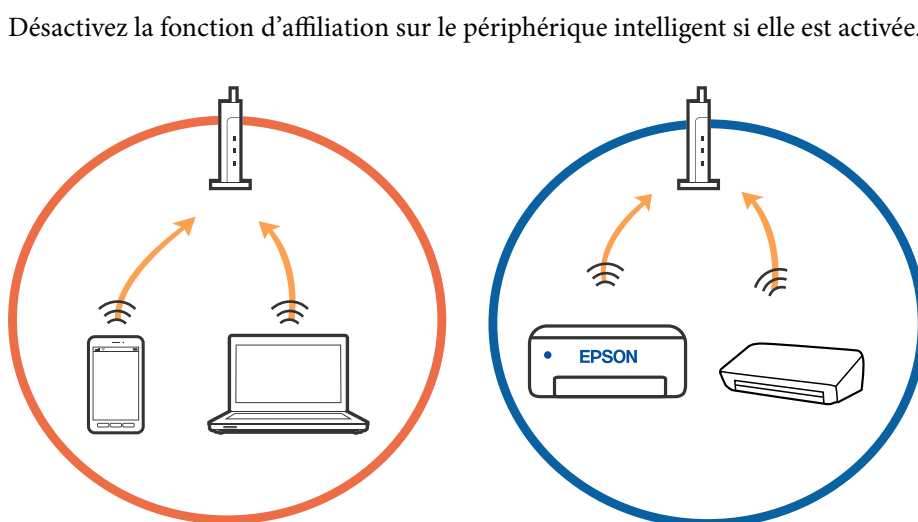 Désactivez la fonction d’affiliation sur le périphérique intelligent si elle est activée.
EPSON